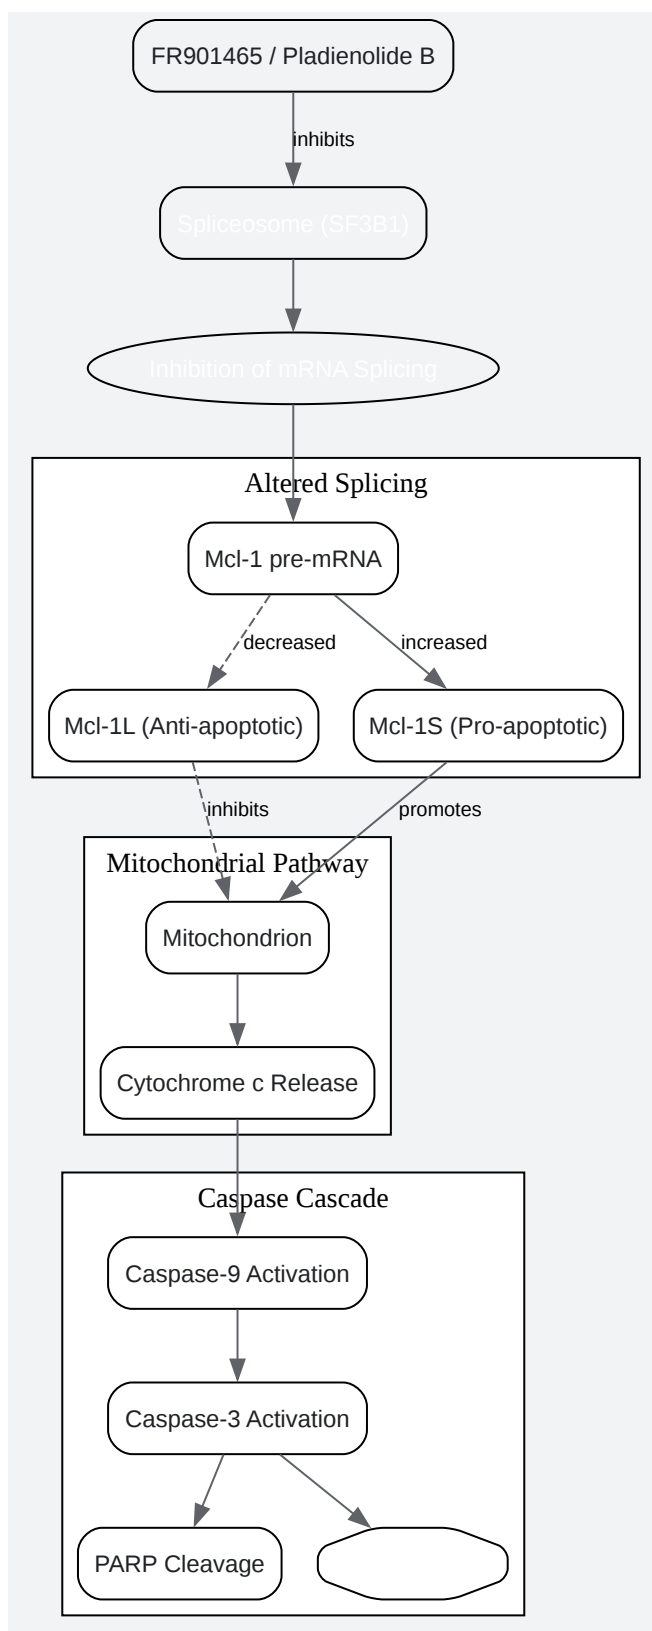 FR901465 / Pladienolide B
inhibits
Spliceosome (SF3B1)
Inhibition of mRNA Splicing
Altered Splicing
Mcl-1 pre-mRNA
decreased
increased
Mcl-1L (Anti-apoptotic)
Mcl-1S (Pro-apoptotic)
inhibits
promotes
Mitochondrial Pathway
Mitochondrion
Cytochrome c Release
Caspase Cascade
Caspase-9 Activation
Caspase-3 Activation
PARP Cleavage